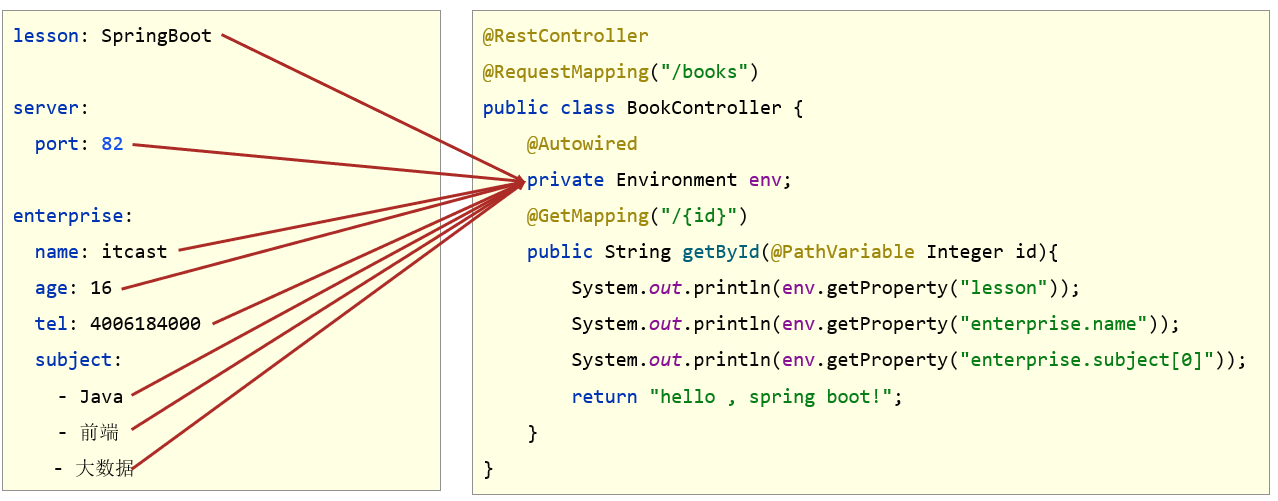 lesson: SpringBoot
server:
  port: 82
enterprise:
  name: itcast
  age: 16
  tel: 4006184000
  subject:
    - Java
    - 前端
    - 大数据
@RestController
@RequestMapping("/books")
public class BookController {
    @Autowired
    private Environment env;
    @GetMapping("/{id}")
    public String getById(@PathVariable Integer id){
        System.out.println(env.getProperty("lesson"));
        System.out.println(env.getProperty("enterprise.name"));
        System.out.println(env.getProperty("enterprise.subject[0]"));
        return "hello , spring boot!";
    }
}